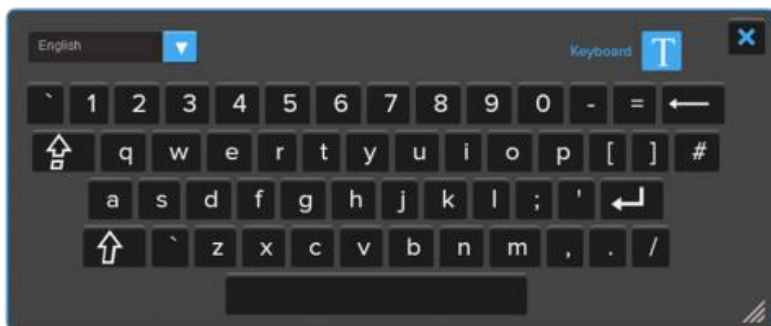 English
Keyboard T
` 1 2 3 4 5 6 7 8 9 0 - =
q w e r t y u i o p [ ] #
a s d f g h j k l ; '
` z x c v b n m , . /